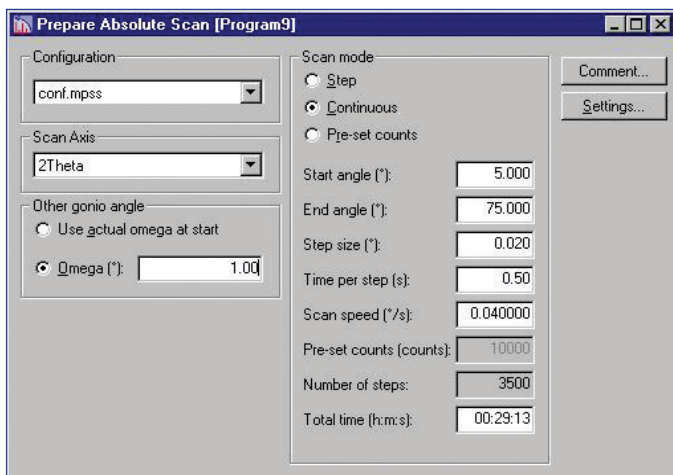 Prepare Absolute Scan [Program9]
Configuration
conf.mpss
Scan Axis
2Theta
Other gonio angle
Use actual omega at start
Omega (°): 1.00
Scan mode
Step
Continuous
Pre-set counts
Start angle (°): 5.000
End angle (°): 75.000
Step size (°): 0.020
Time per step (s): 0.50
Scan speed (°/s): 0.040000
Pre-set counts (counts): 10000
Number of steps: 3500
Total time (h:m:s): 00:29:13
Comment...
Settings...